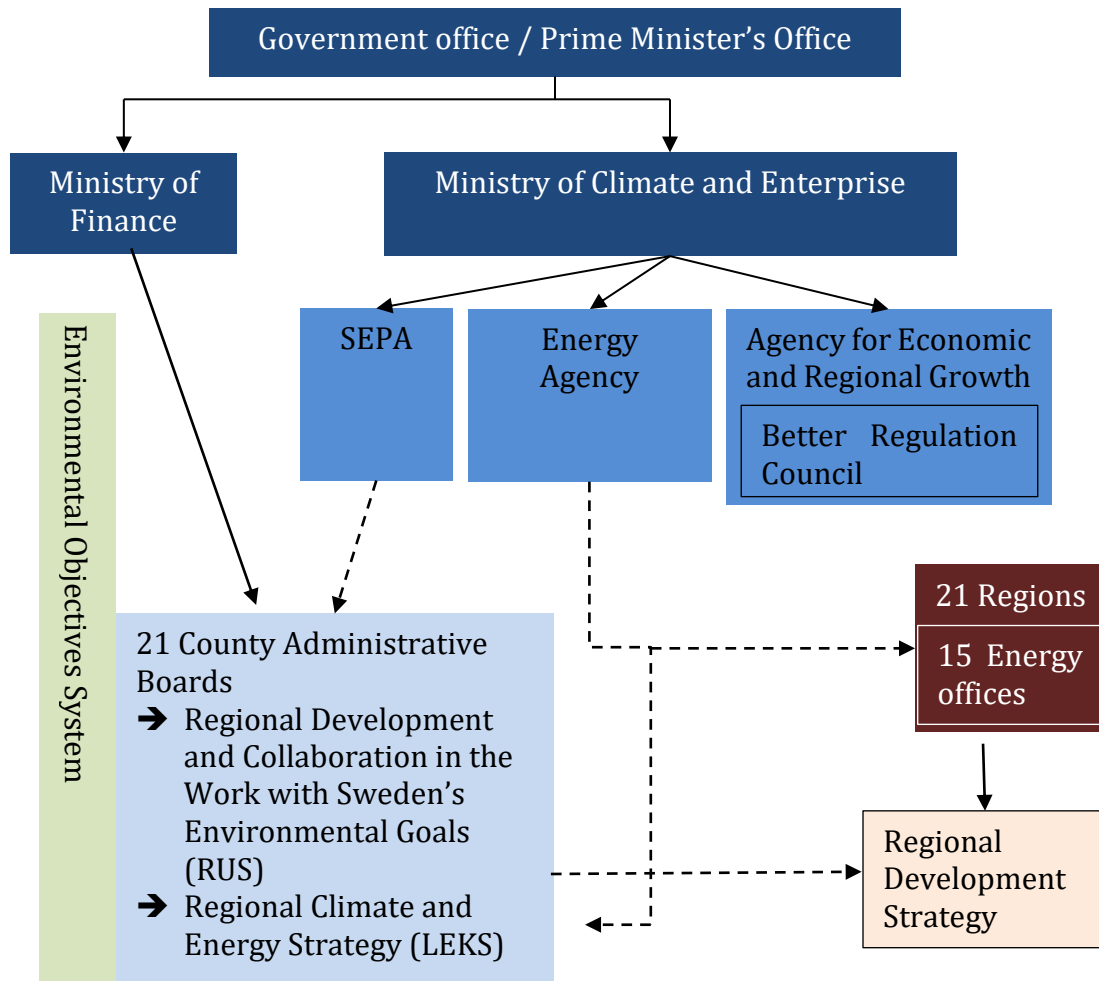 Government office / Prime Minister’s Office
Ministry of
Finance
Ministry of Climate and Enterprise
Environmental Objectives System
SEPA
Energy
Agency
Agency for Economic
and Regional Growth
Better Regulation
Council
21 Regions
15 Energy
offices
21 County Administrative
Boards
➔ Regional Development
and Collaboration in the
Work with Sweden’s
Environmental Goals
(RUS)
➔ Regional Climate and
Energy Strategy (LEKS)
Regional
Development
Strategy